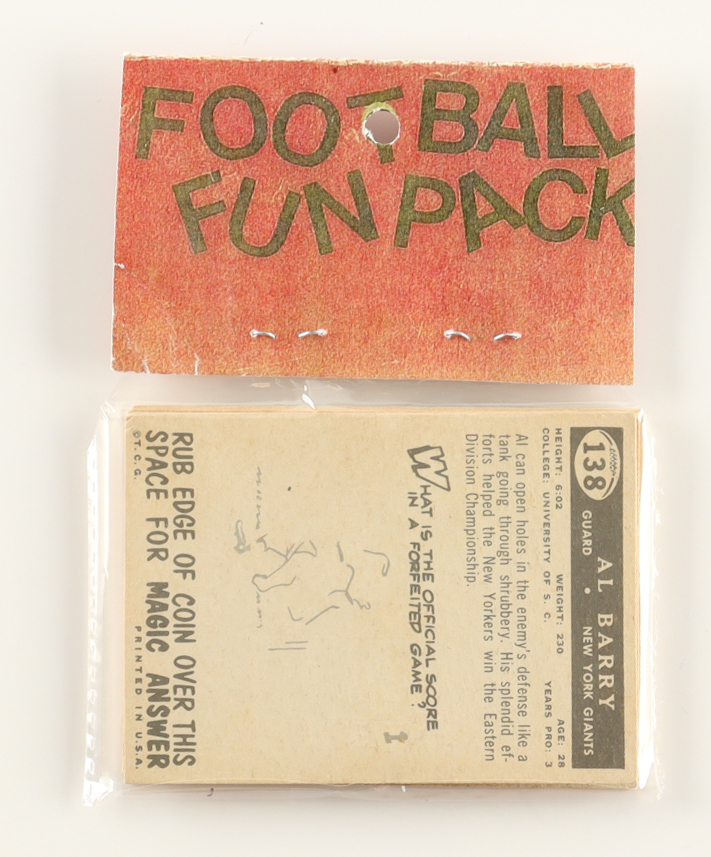 FOOTBALL
FUN PACK
138
AL BARRY
GUARD • NEW YORK GIANTS
HEIGHT: 6:02 WEIGHT: 230 AGE: 28
COLLEGE: UNIVERSITY OF S. C. YEARS PRO: 3
Al can open holes in the enemy's defense like a
tank going through shrubbery. His splendid ef-
forts helped the New Yorkers win the Eastern
Division Championship.
WHAT IS THE OFFICIAL SCORE
IN A FORFEITED GAME?
1
RUB EDGE OF COIN OVER THIS
SPACE FOR MAGIC ANSWER
©T.C.G. PRINTED IN U.S.A.